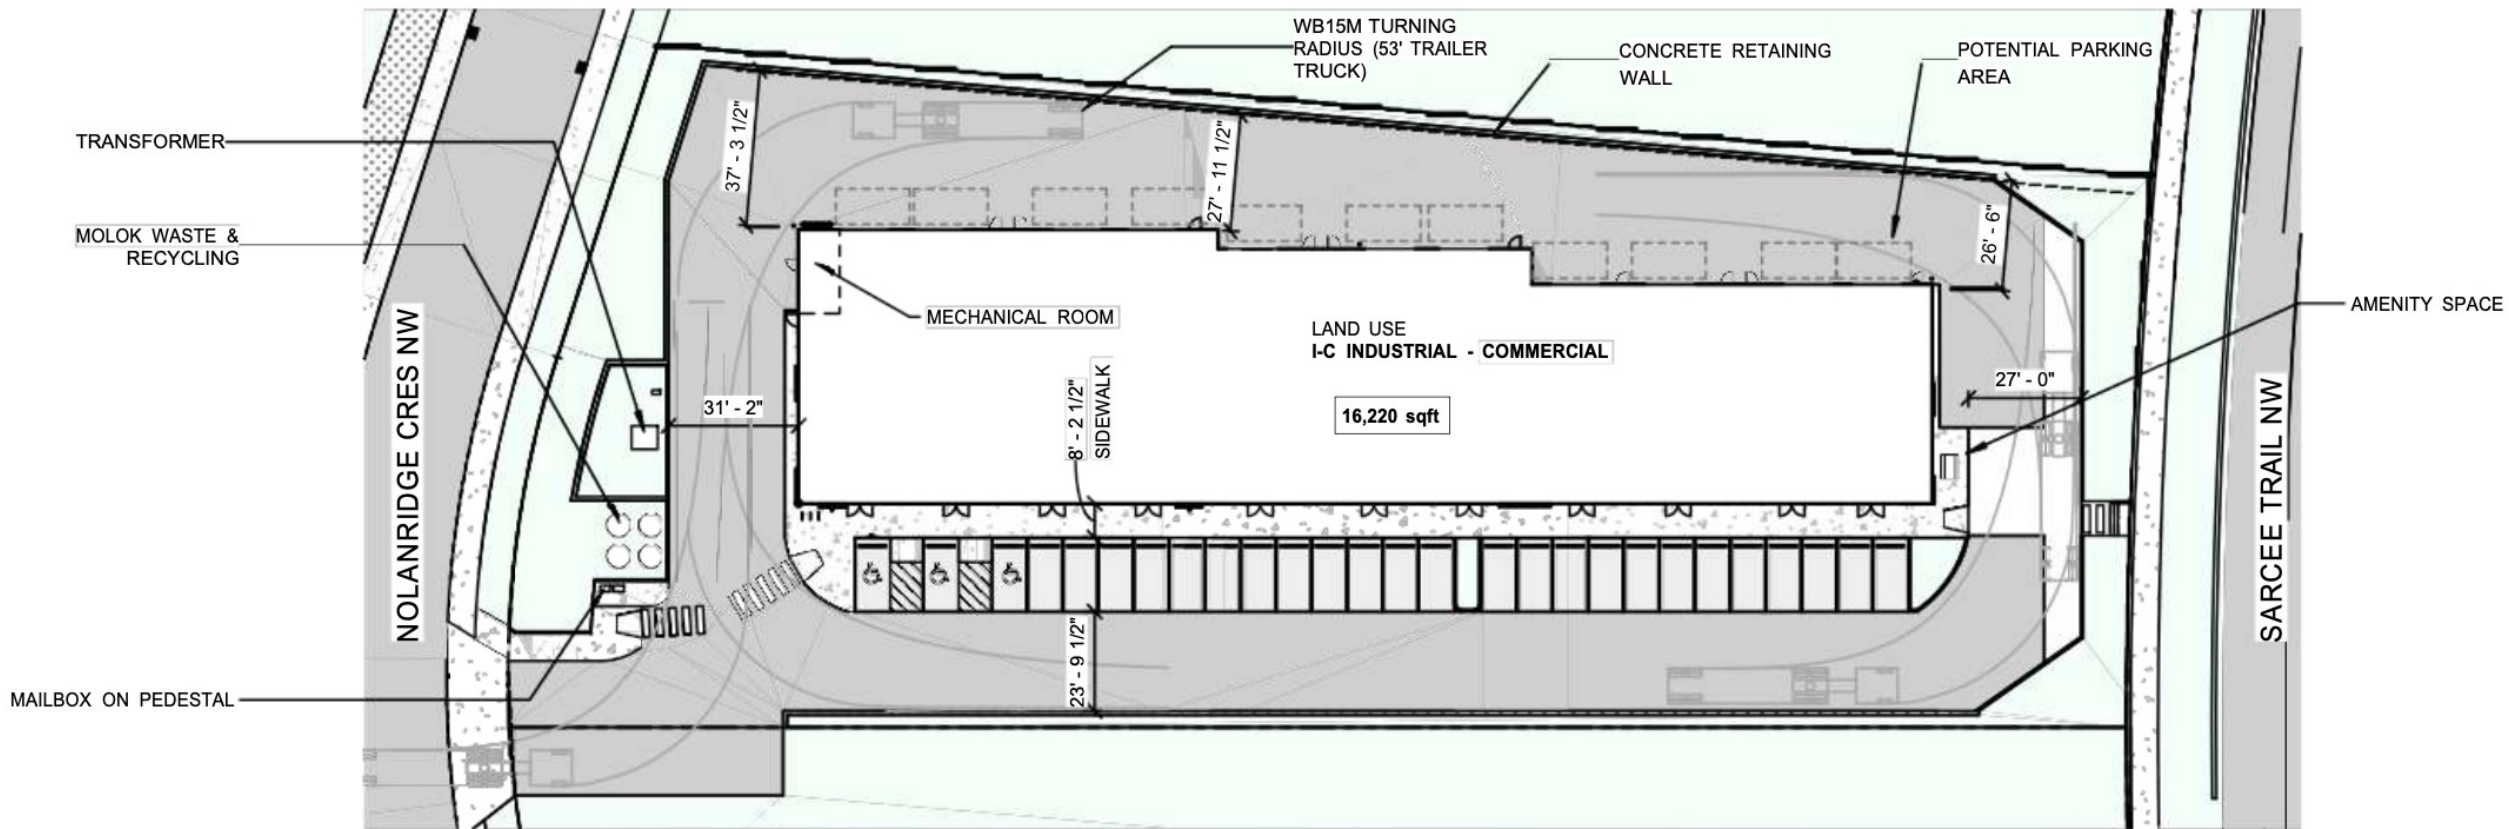 WB15M TURNING
RADIUS (53' TRAILER
TRUCK)
CONCRETE RETAINING
WALL
POTENTIAL PARKING
AREA
TRANSFORMER
37' - 3 1/2"
27' - 11 1/2"
26' - 6"
MOLOK WASTE &
RECYCLING
MECHANICAL ROOM
LAND USE
I-C INDUSTRIAL - COMMERCIAL
AMENITY SPACE
NOLANRIDGE CRES NW
31' - 2"
8' - 2 1/2"
SIDEWALK
16,220 sqft
27' - 0"
SARCEE TRAIL NW
23' - 9 1/2"
MAILBOX ON PEDESTAL